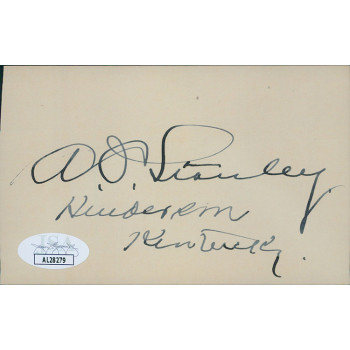 A. O. Stanley
Henderson
Kentucky.
AL28279